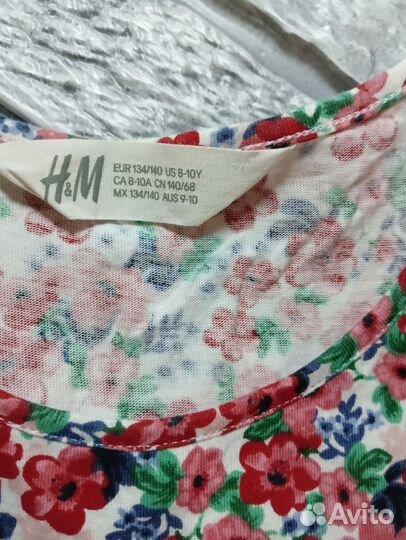 H&M
EUR 134/140 US 8-10Y
CA 8-10A CN 140/68
MX 134/140 AUS 9-10
Avito